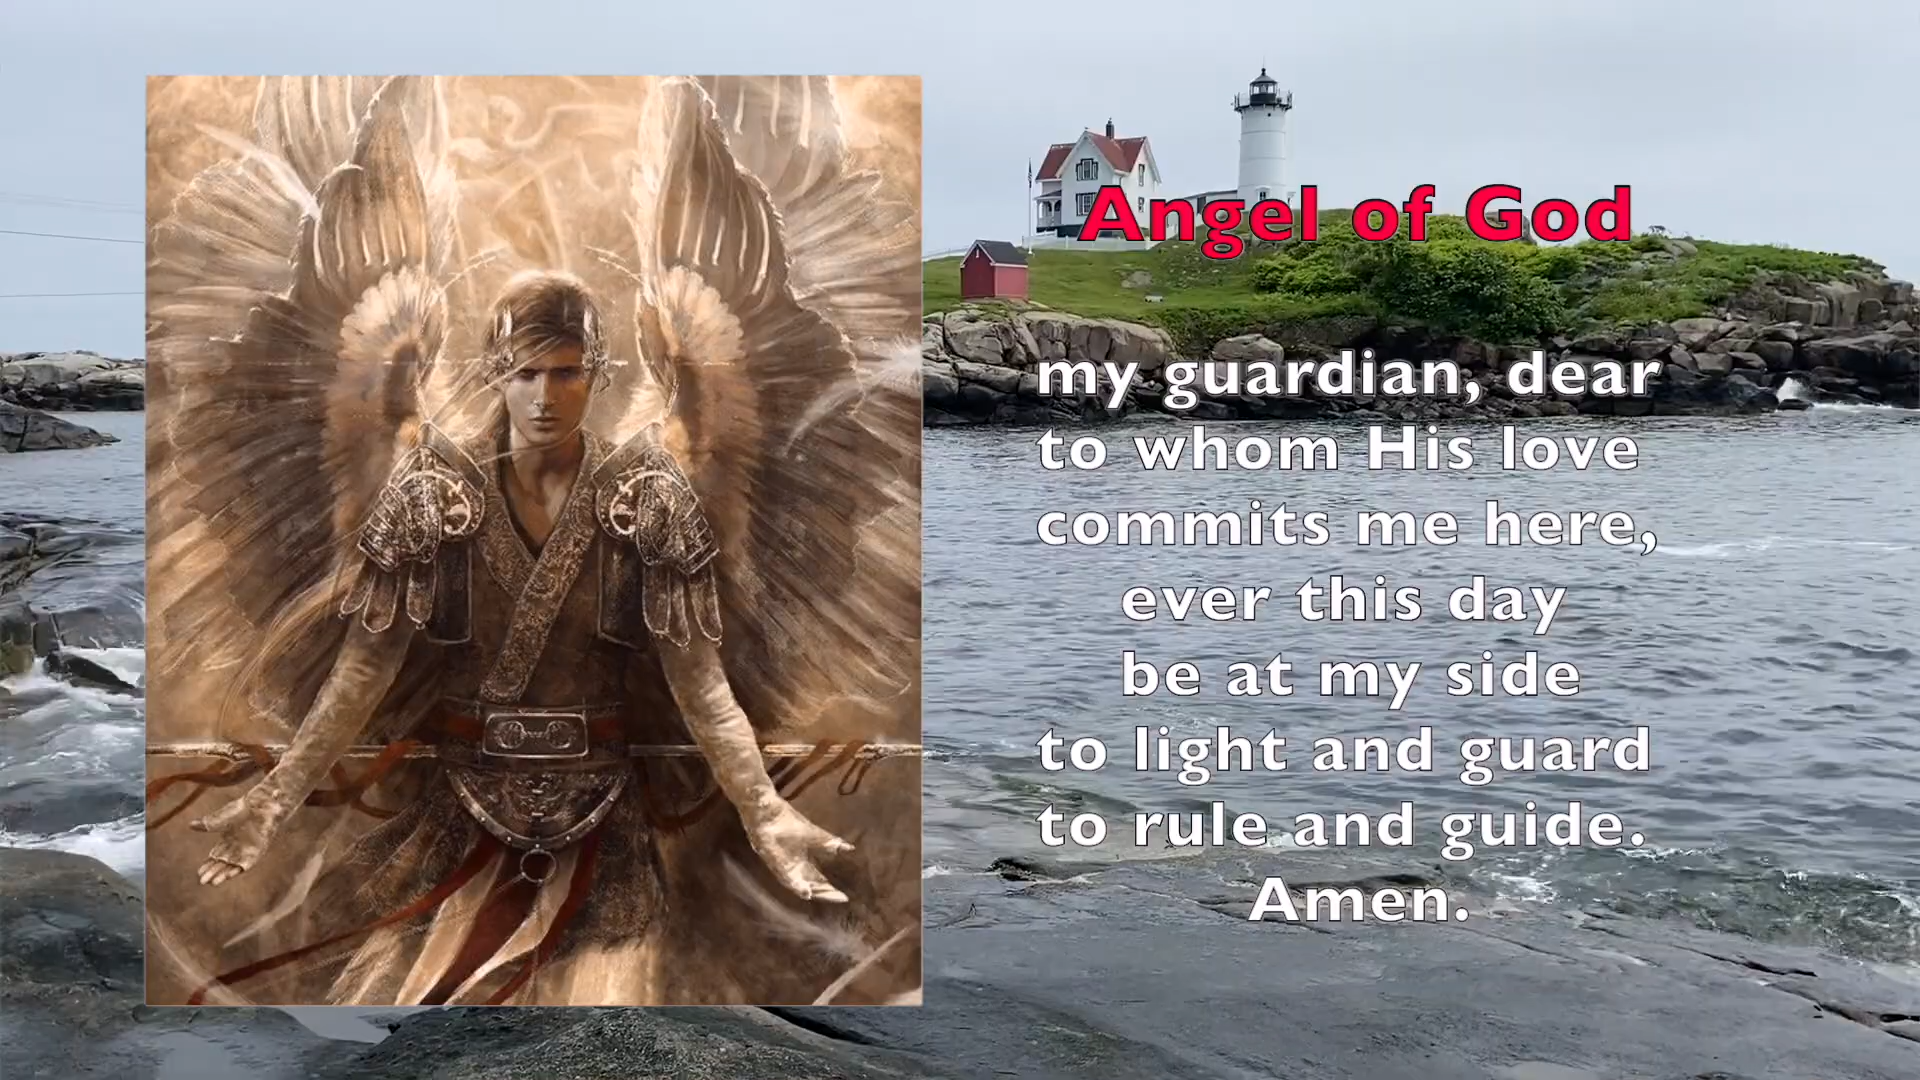 Angel of God
my guardian, dear
to whom His love
commits me here,
ever this day
be at my side
to light and guard
to rule and guide.
Amen.